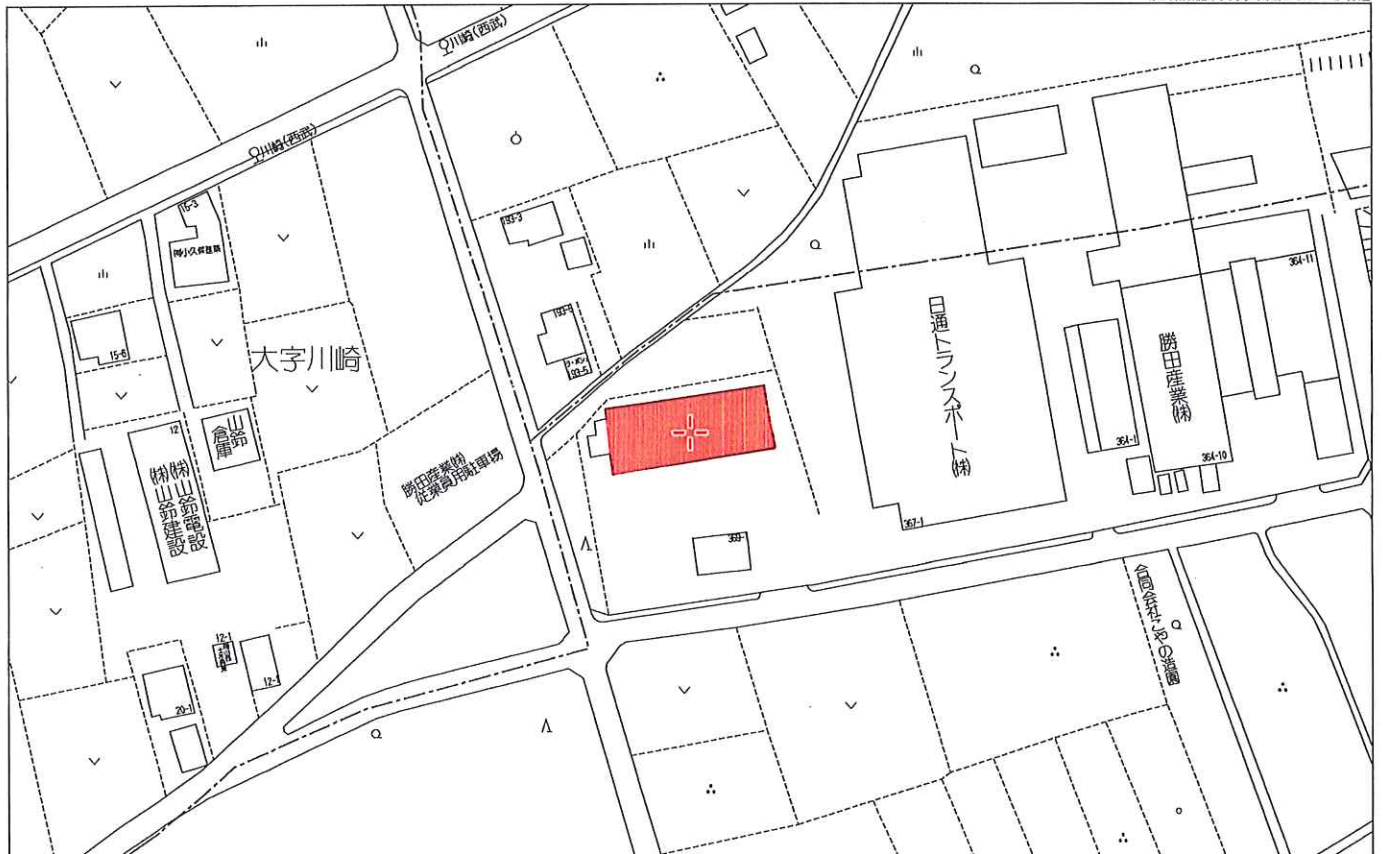 川崎(西武)
川崎(西武)
15-3
193-3
大字川崎
15-6
193-5
日通トランスポート(株)
勝田産業(株)
364-11
364-1
364-10
367-1
369-1
12
山鈴
倉庫
(株)山鈴電設
(株)山鈴建設
勝田産業(株)
従業員用駐車場
合同会社こやの造園
12-1
12-1
20-1